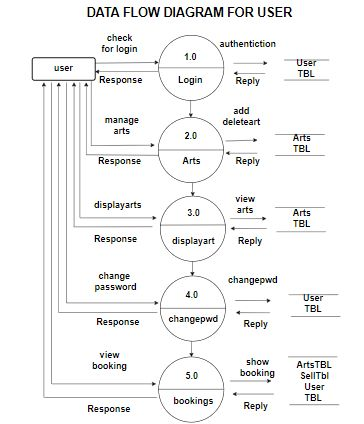 DATA FLOW DIAGRAM FOR USER
check
for login
user
Response
1.0
Login
authentiction
Reply
User
TBL
manage
arts
Response
2.0
Arts
add
deleteart
Reply
Arts
TBL
displayarts
Response
3.0
displayart
view
arts
Reply
Arts
TBL
change
password
Response
4.0
changepwd
changepwd
Reply
User
TBL
view
booking
Response
5.0
bookings
show
booking
Reply
ArtsTBL
SellTbl
User
TBL